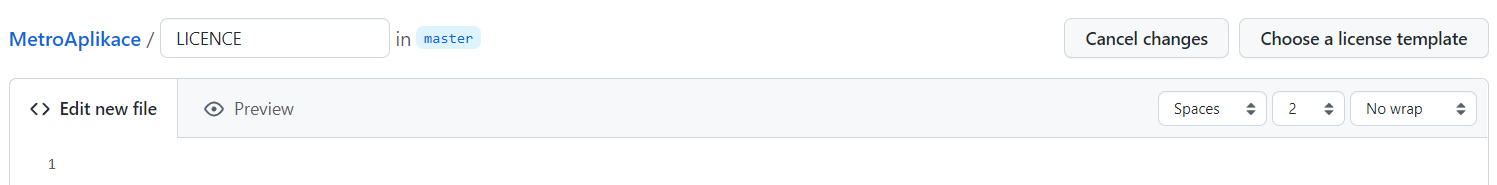 MetroAplikace / LICENCE in master Cancel changes Choose a license template
<> Edit new file Preview Spaces 2 No wrap
1